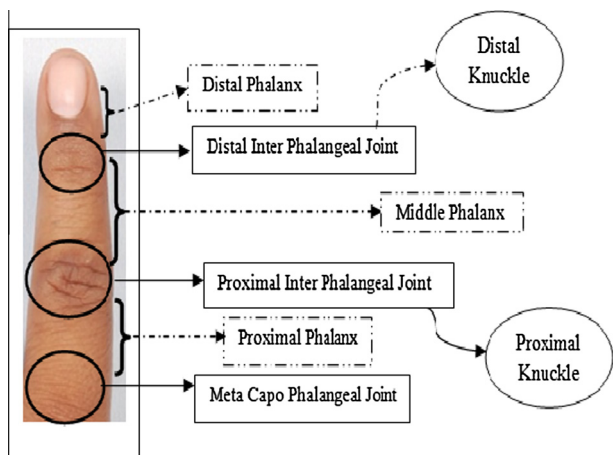 Distal
Knuckle
Distal Phalanx
Distal Inter Phalangeal Joint
Middle Phalanx
Proximal Inter Phalangeal Joint
Proximal Phalanx
Proximal
Knuckle
Meta Capo Phalangeal Joint